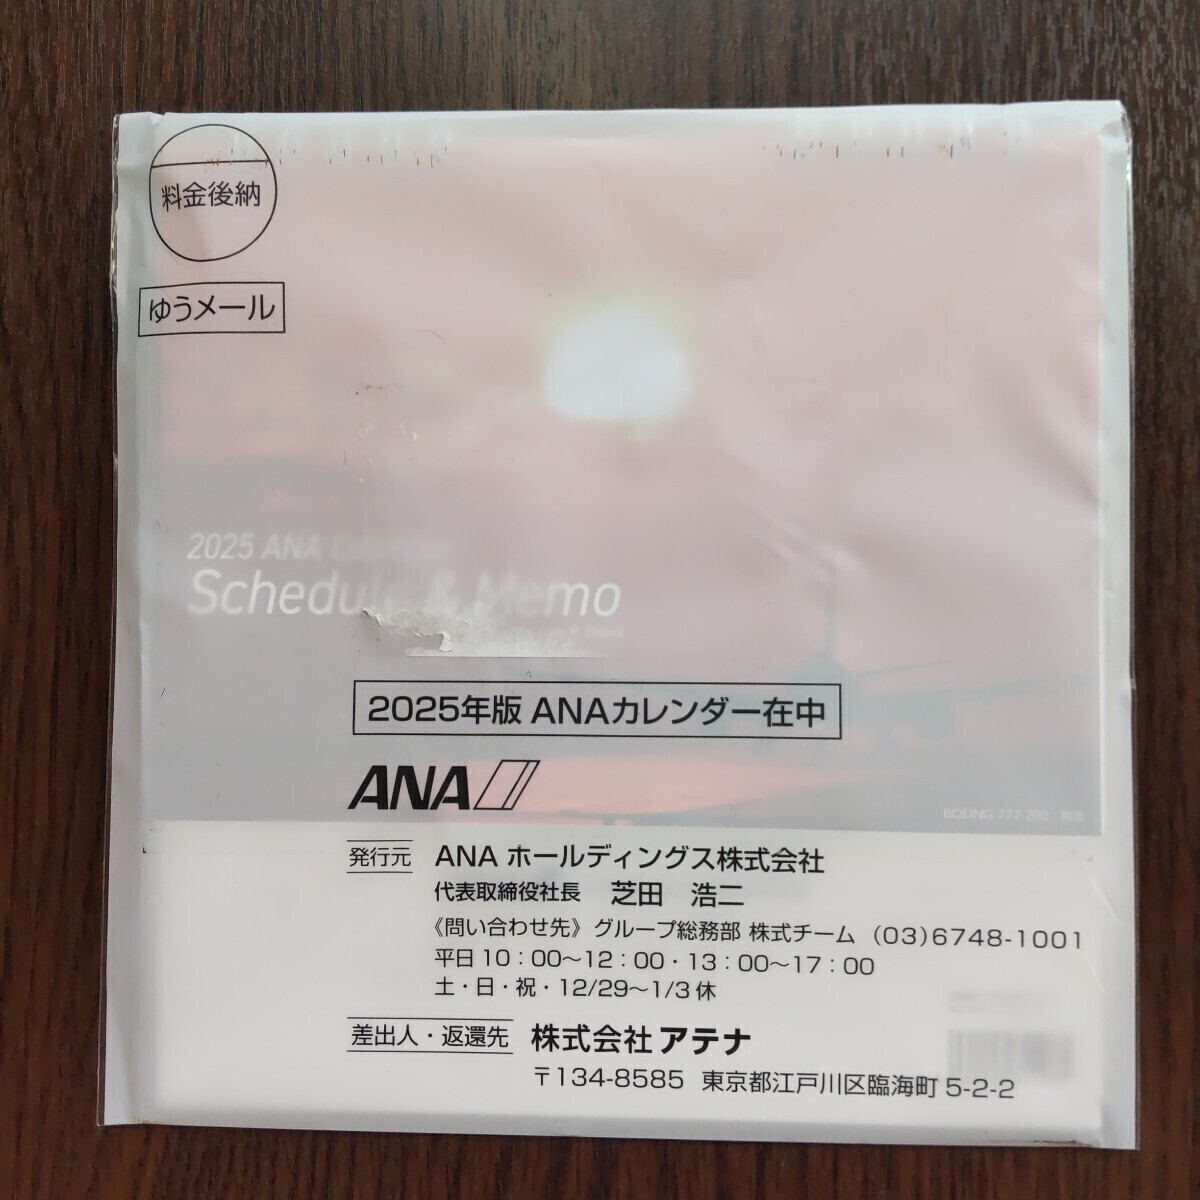 料金後納
ゆうメール
2025 ANA
Schedule & Memo
2025年版 ANAカレンダー在中
ANA
BOEING 777-200
発行元 ANA ホールディングス株式会社
代表取締役社長 芝田 浩二
《問い合わせ先》グループ総務部 株式チーム (03)6748-1001
平日10:00〜12:00・13:00〜17:00
土・日・祝・12/29〜1/3休
差出人・返還先 株式会社 アテナ
〒134-8585 東京都江戸川区臨海町 5-2-2